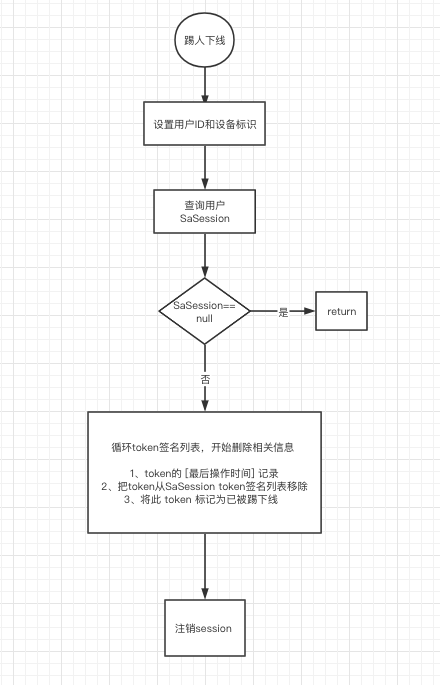 踢人下线
设置用户ID和设备标识
查询用户
SaSession
SaSession==
null
是
return
否
循环token签名列表，开始删除相关信息
1、token的 [最后操作时间] 记录
2、把token从SaSession token签名列表移除
3、将此 token 标记为已被踢下线
注销session